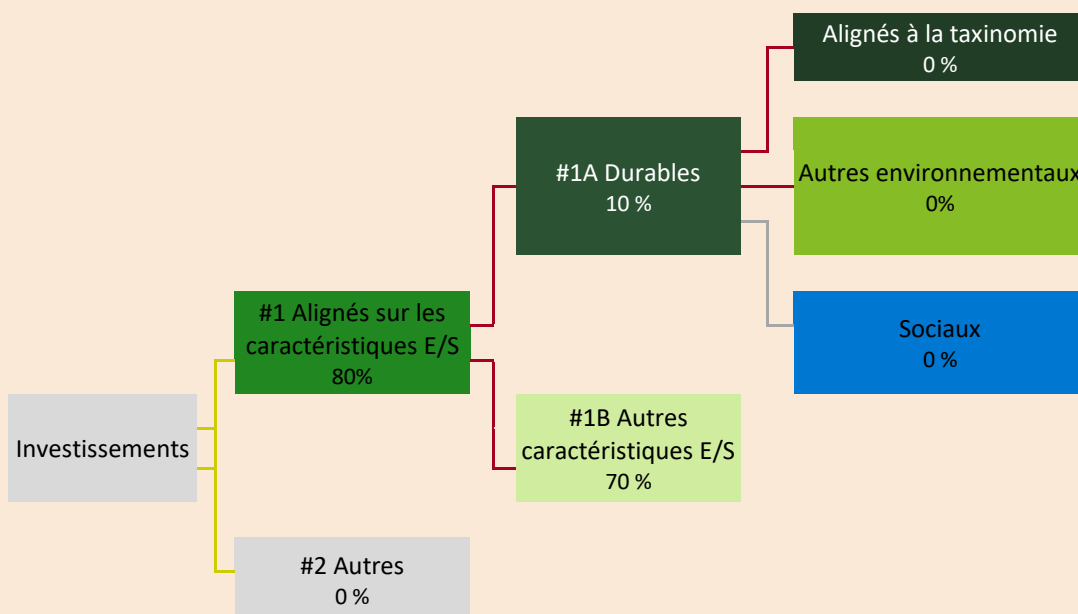 Investissements
#1 Alignés sur les
caractéristiques E/S
80%
#2 Autres
0 %
#1A Durables
10 %
#1B Autres
caractéristiques E/S
70 %
Alignés à la taxinomie
0 %
Autres environnementaux
0%
Sociaux
0 %